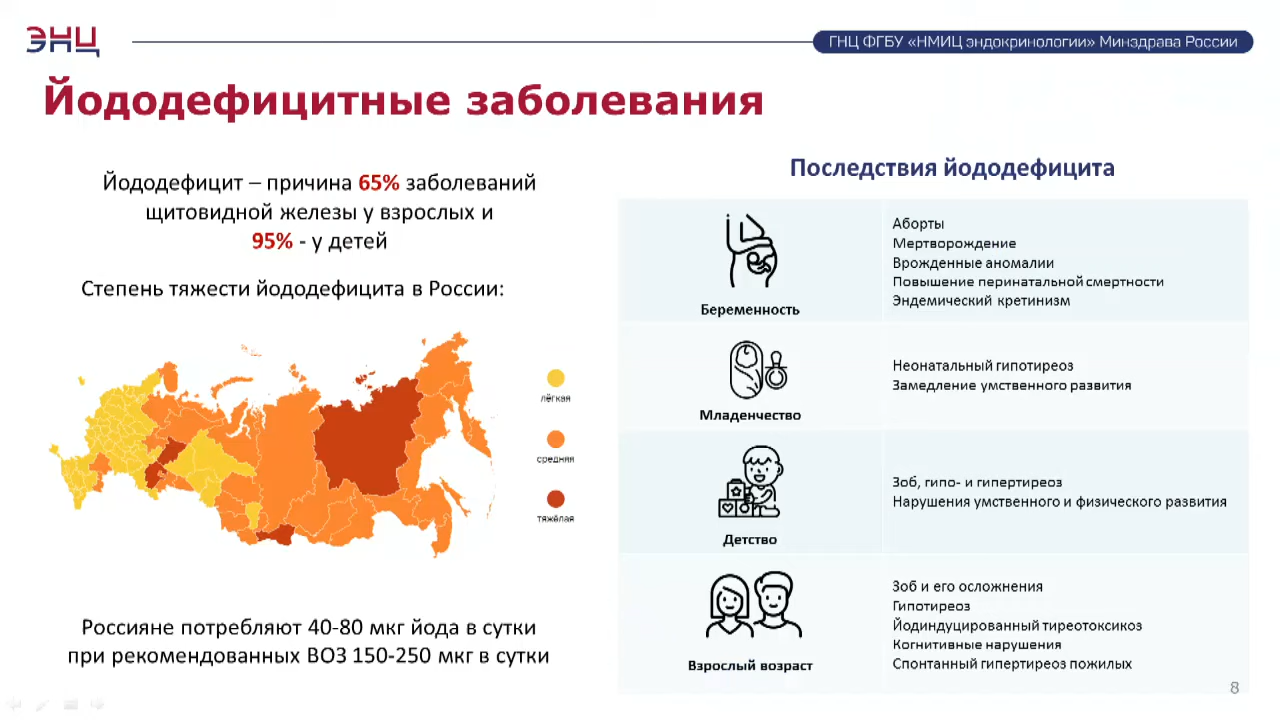 ЭНЦ
ГНЦ ФГБУ «НМИЦ эндокринологии» Минздрава России
Йододефицитные заболевания
Йододефицит – причина 65% заболеваний
щитовидной железы у взрослых и
95% - у детей
Степень тяжести йододефицита в России:
лёгкая
средняя
тяжёлая
Россияне потребляют 40-80 мкг йода в сутки
при рекомендованных ВОЗ 150-250 мкг в сутки
Последствия йододефицита
Беременность
Аборты
Мертворождение
Врожденные аномалии
Повышение перинатальной смертности
Эндемический кретинизм
Младенчество
Неонатальный гипотиреоз
Замедление умственного развития
Детство
Зоб, гипо- и гипертиреоз
Нарушения умственного и физического развития
Взрослый возраст
Зоб и его осложнения
Гипотиреоз
Йодиндуцированный тиреотоксикоз
Когнитивные нарушения
Спонтанный гипертиреоз пожилых
8